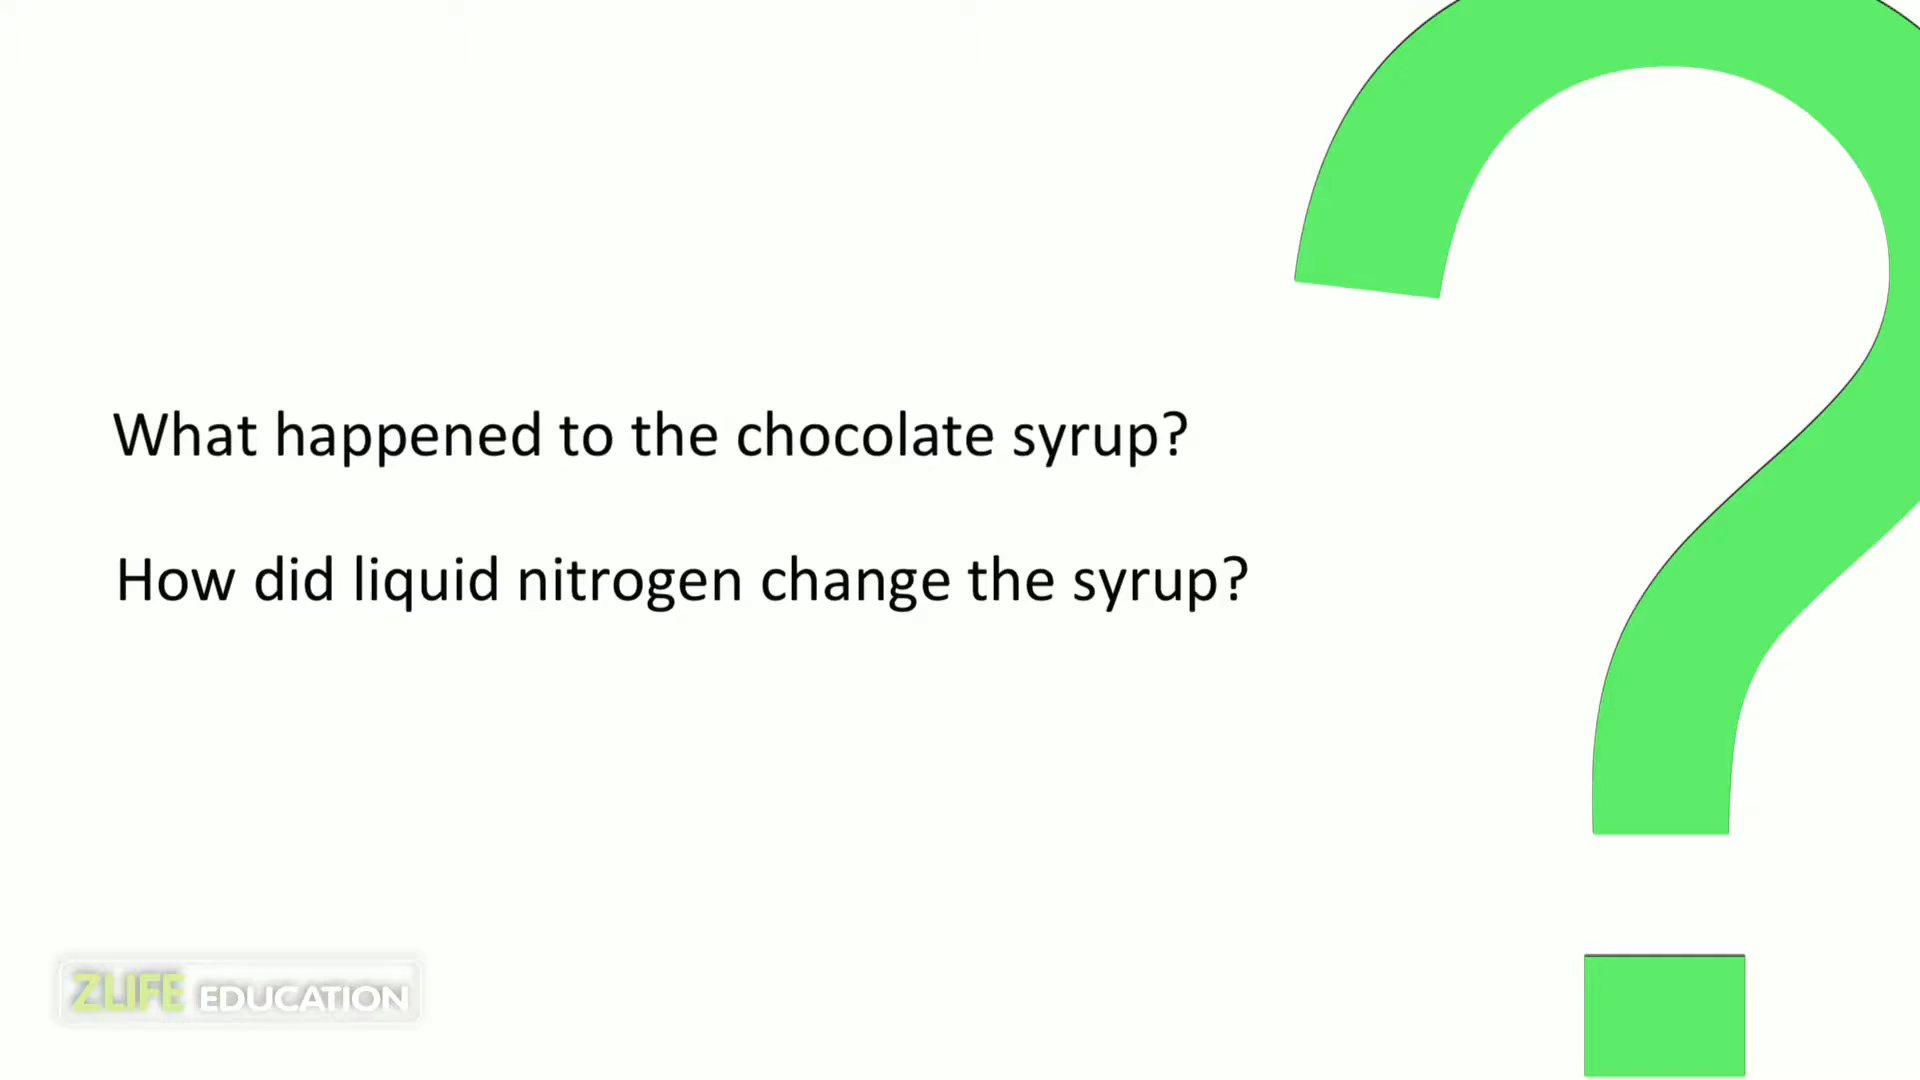 What happened to the chocolate syrup?
How did liquid nitrogen change the syrup?
ZLIFE EDUCATION